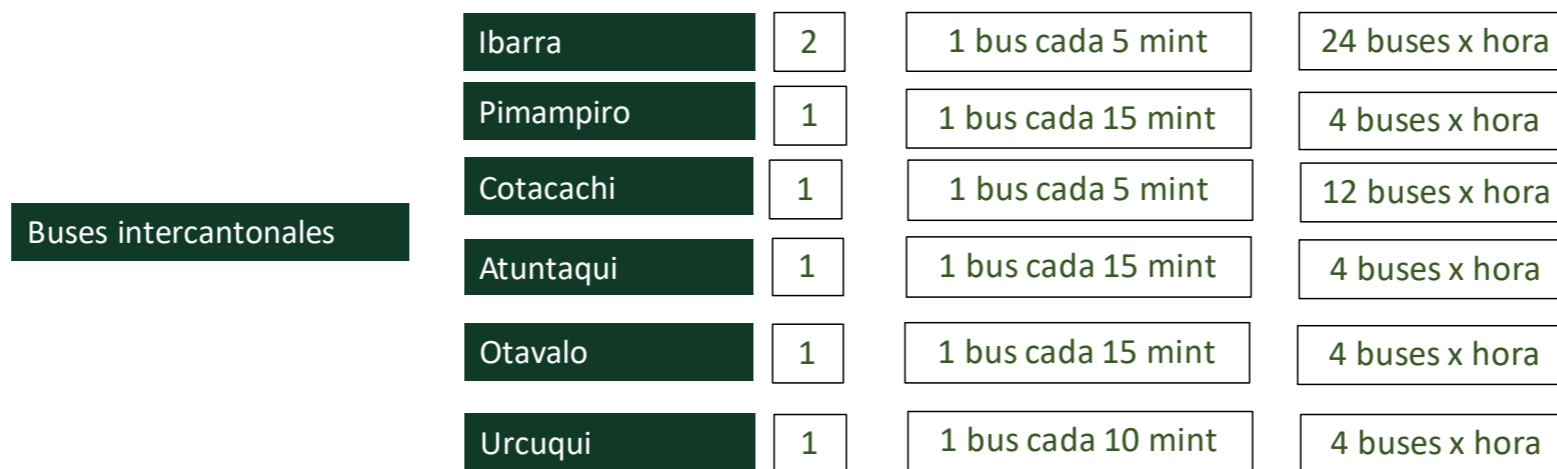 Ibarra 2 1 bus cada 5 mint 24 buses x hora
Pimampiro 1 1 bus cada 15 mint 4 buses x hora
Cotacachi 1 1 bus cada 5 mint 12 buses x hora
Buses intercantonales
Atuntaqui 1 1 bus cada 15 mint 4 buses x hora
Otavalo 1 1 bus cada 15 mint 4 buses x hora
Urcuqui 1 1 bus cada 10 mint 4 buses x hora